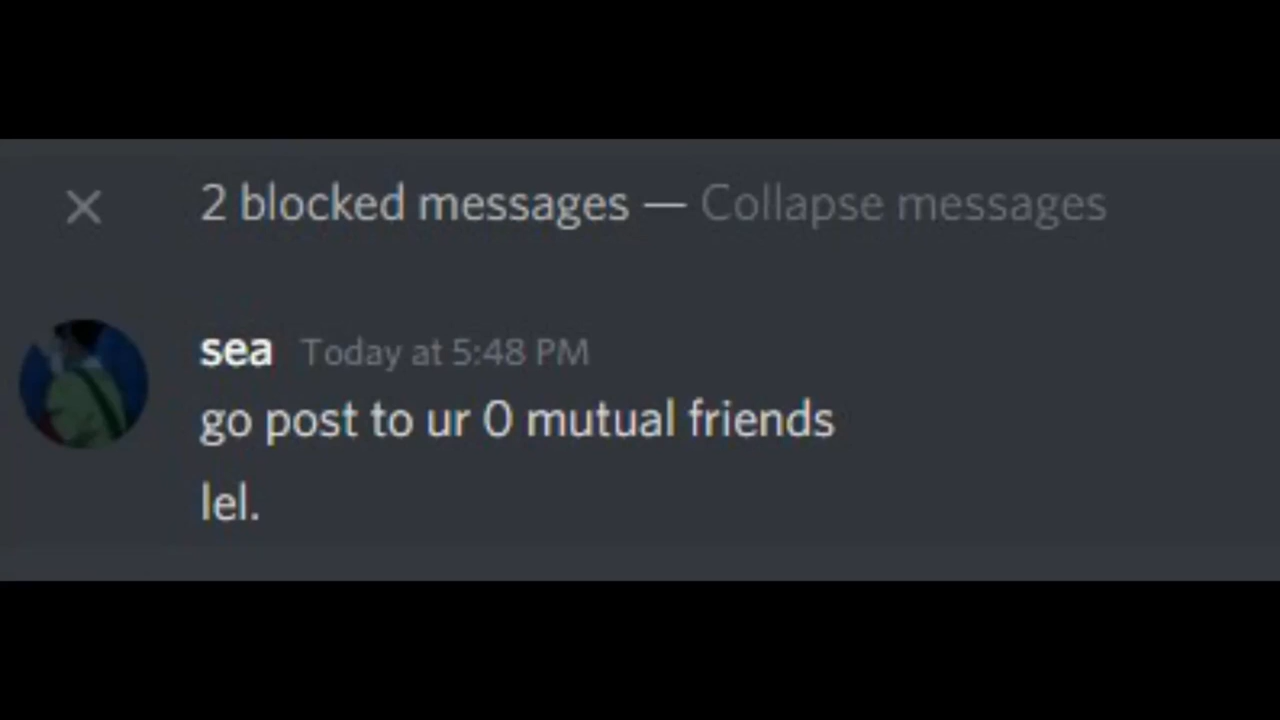 2 blocked messages — Collapse messages
sea Today at 5:48 PM
go post to ur 0 mutual friends
lel.